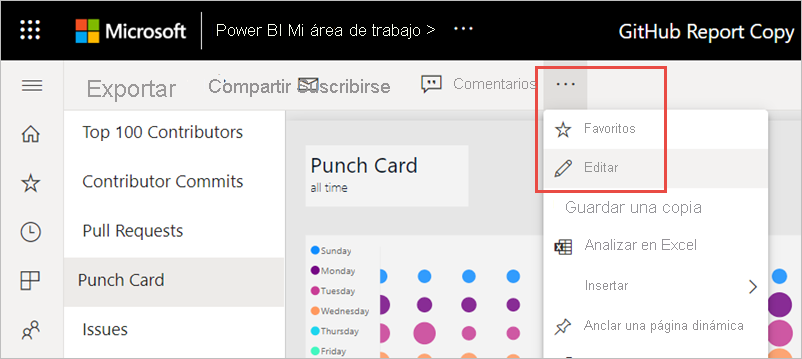 Microsoft Power BI Mi área de trabajo > ... GitHub Report Copy
Exportar Compartir Suscribirse Comentarios ...
Top 100 Contributors
Contributor Commits
Pull Requests
Punch Card
Issues
Punch Card
all time
Sunday
Monday
Tuesday
Wednesday
Thursday
Friday
Favoritos
Editar
Guardar una copia
Analizar en Excel
Insertar
Anclar una página dinámica